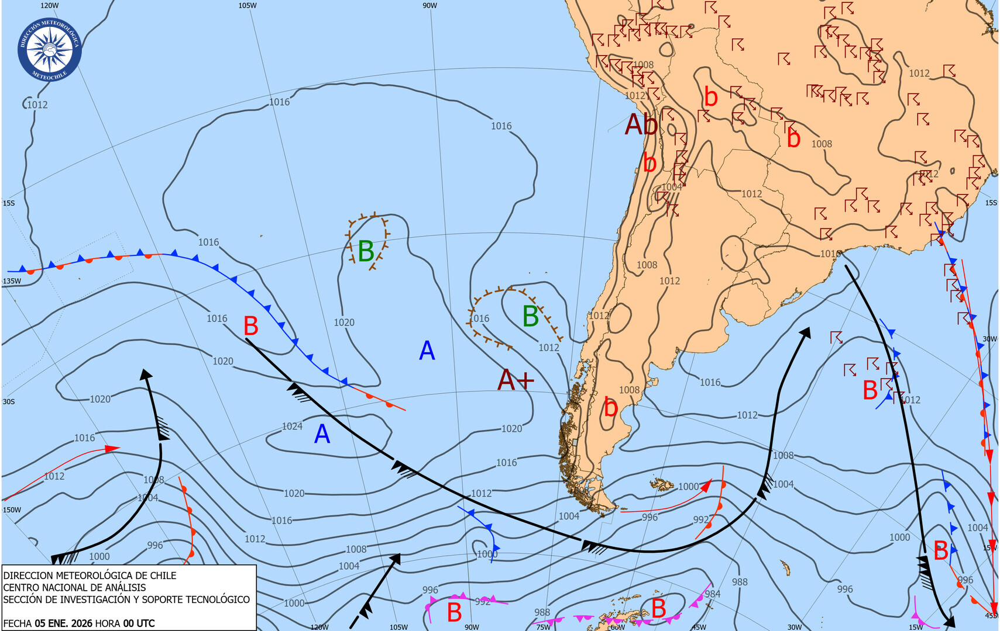 120W
105W
90W
DIRECCIÓN METEOROLÓGICA
METEOCHILE
1008
1012
1012
1016
1012
b
1016
Ab
b
1008
b
1012
1004
1012
15S
15S
1016
B
1016
1008
1012
135W
B
1016
1016
B
1020
1012
30W
A
1012
1020
A+
1016
1008
B
30S
1020
b
1012
1012
1024
A
1020
1016
1008
1016
1012
1008
1004
1000
1004
1020
1012
1008
150W
1004
996
992
1016
1004
1012
1000
996
1008
1000
B
15W
1000
1004
996
988
996
996
984
DIRECCION METEOROLÓGICA DE CHILE
CENTRO NACIONAL DE ANÁLISIS
SECCIÓN DE INVESTIGACIÓN Y SOPORTE TECNOLÓGICO
FECHA 05 ENE. 2026 HORA 00 UTC
1000
992
B
988
B
45S
120W
105W
90W
75W
60W
45W
30W
15W